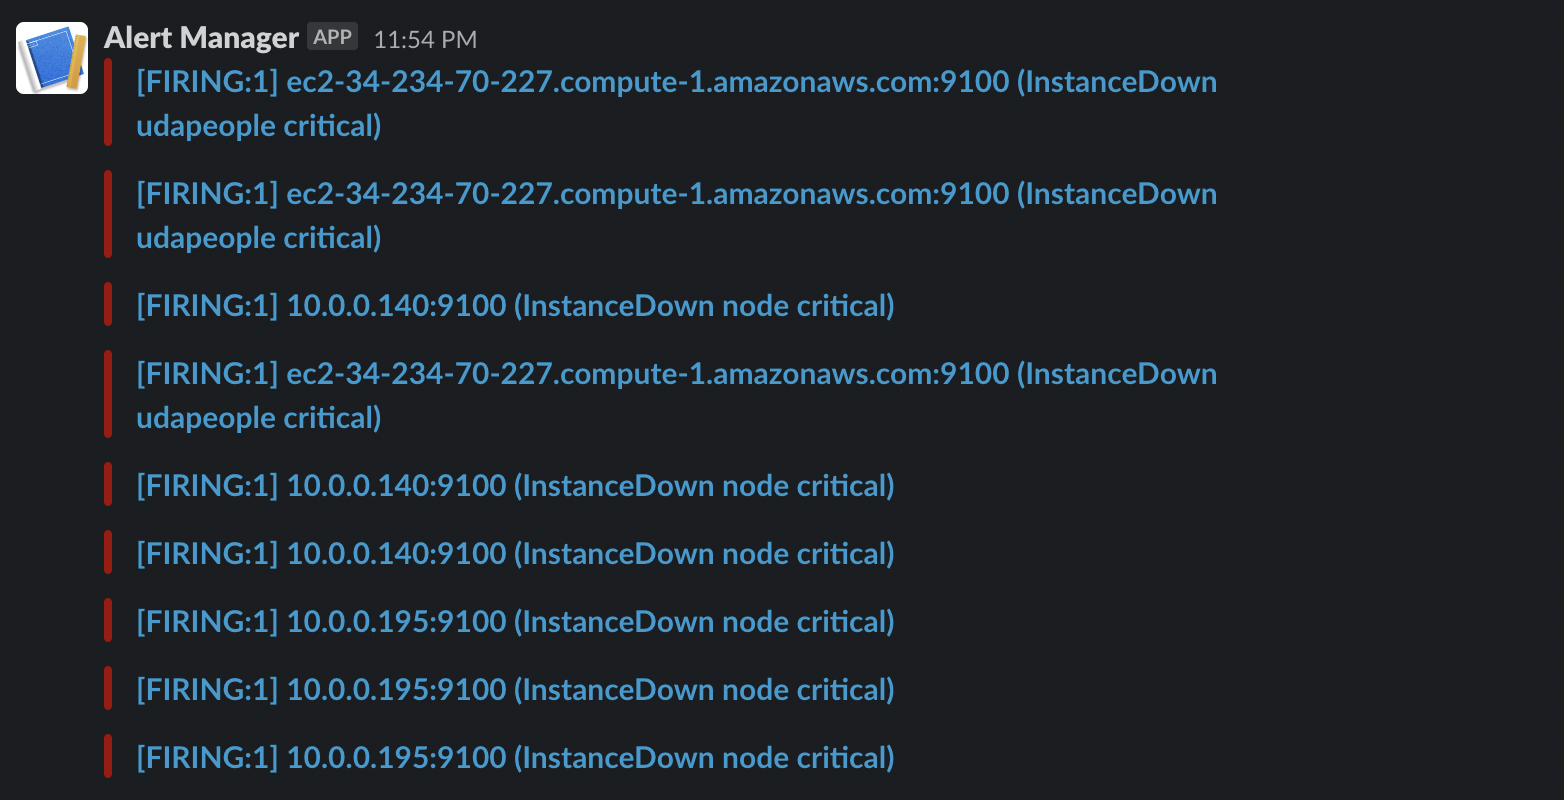 Alert Manager APP 11:54 PM
[FIRING:1] ec2-34-234-70-227.compute-1.amazonaws.com:9100 (InstanceDown
udapeople critical)
[FIRING:1] ec2-34-234-70-227.compute-1.amazonaws.com:9100 (InstanceDown
udapeople critical)
[FIRING:1] 10.0.0.140:9100 (InstanceDown node critical)
[FIRING:1] ec2-34-234-70-227.compute-1.amazonaws.com:9100 (InstanceDown
udapeople critical)
[FIRING:1] 10.0.0.140:9100 (InstanceDown node critical)
[FIRING:1] 10.0.0.140:9100 (InstanceDown node critical)
[FIRING:1] 10.0.0.195:9100 (InstanceDown node critical)
[FIRING:1] 10.0.0.195:9100 (InstanceDown node critical)
[FIRING:1] 10.0.0.195:9100 (InstanceDown node critical)